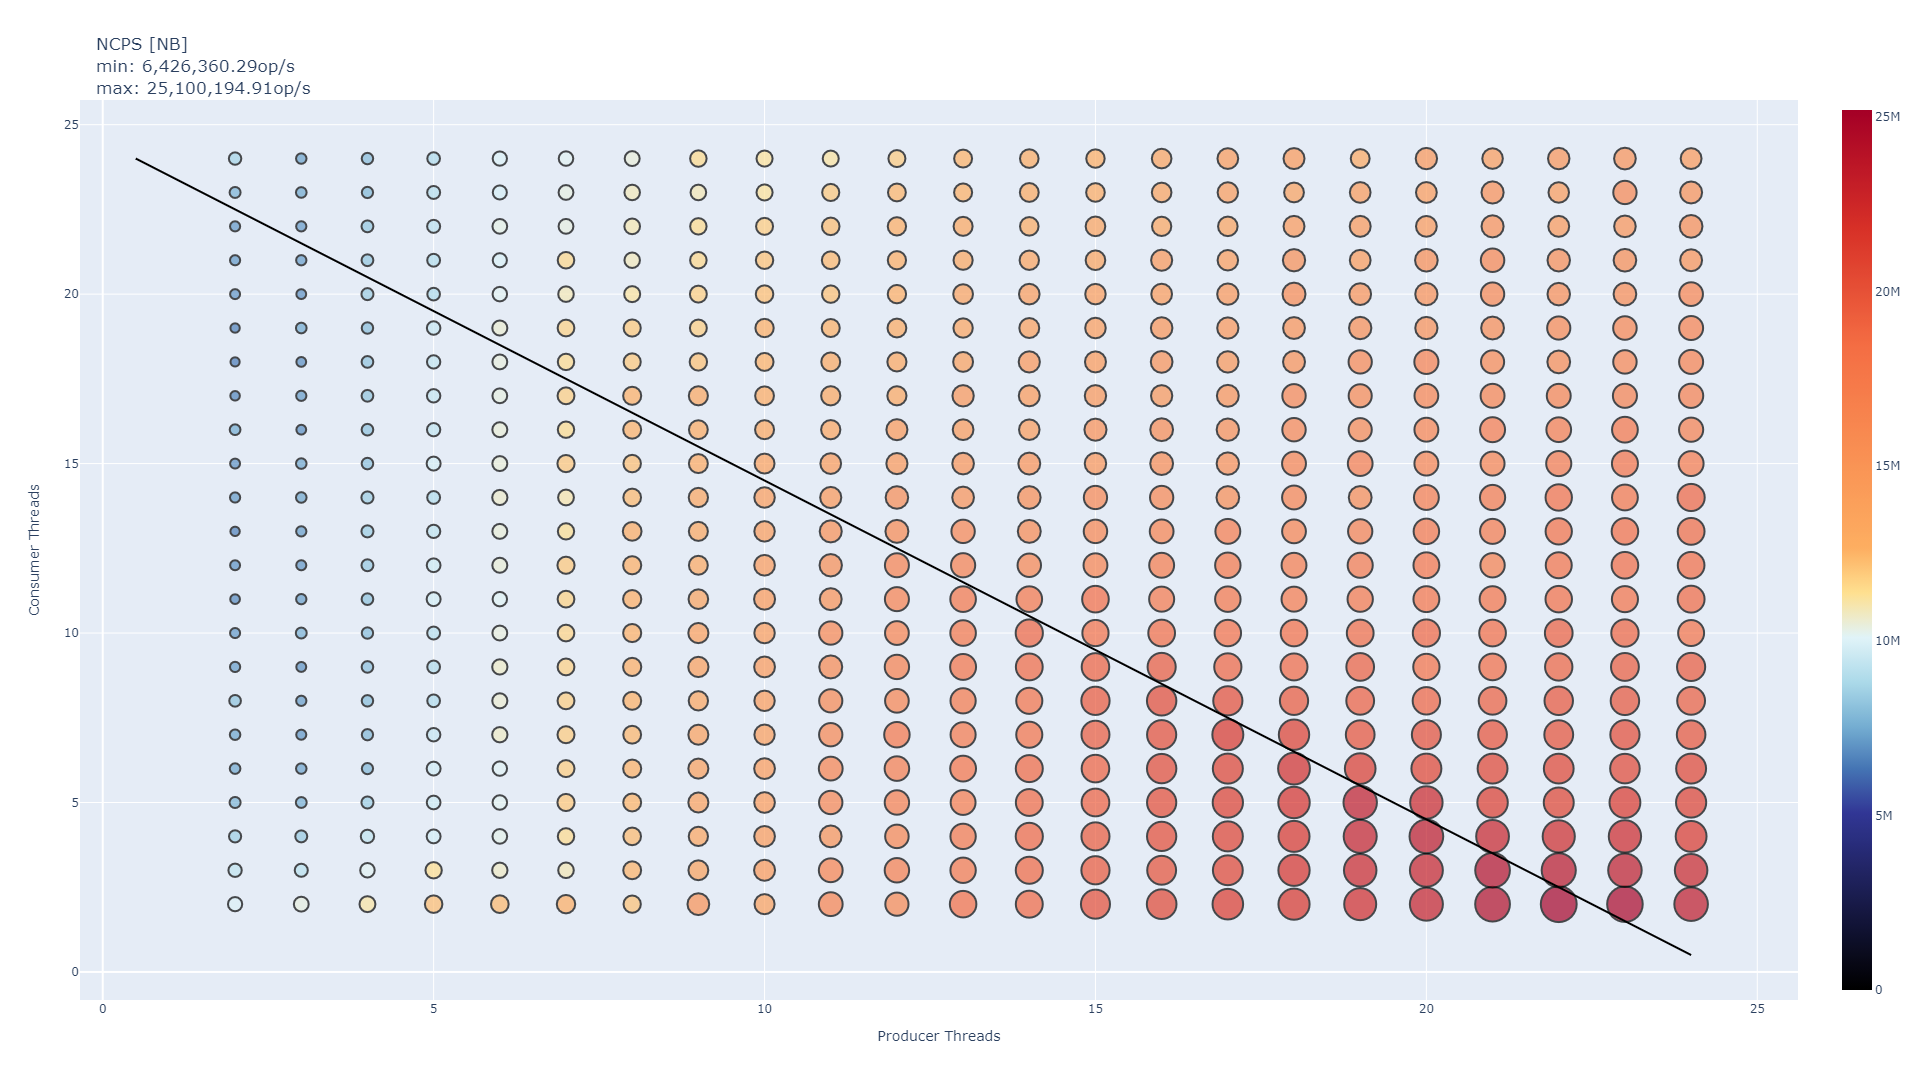 NCPS [NB]
min: 6,426,360.29op/s
max: 25,100,194.91op/s
25
20
15
10
5
0
Consumer Threads
0
5
10
15
20
25
Producer Threads
25M
20M
15M
10M
5M
0